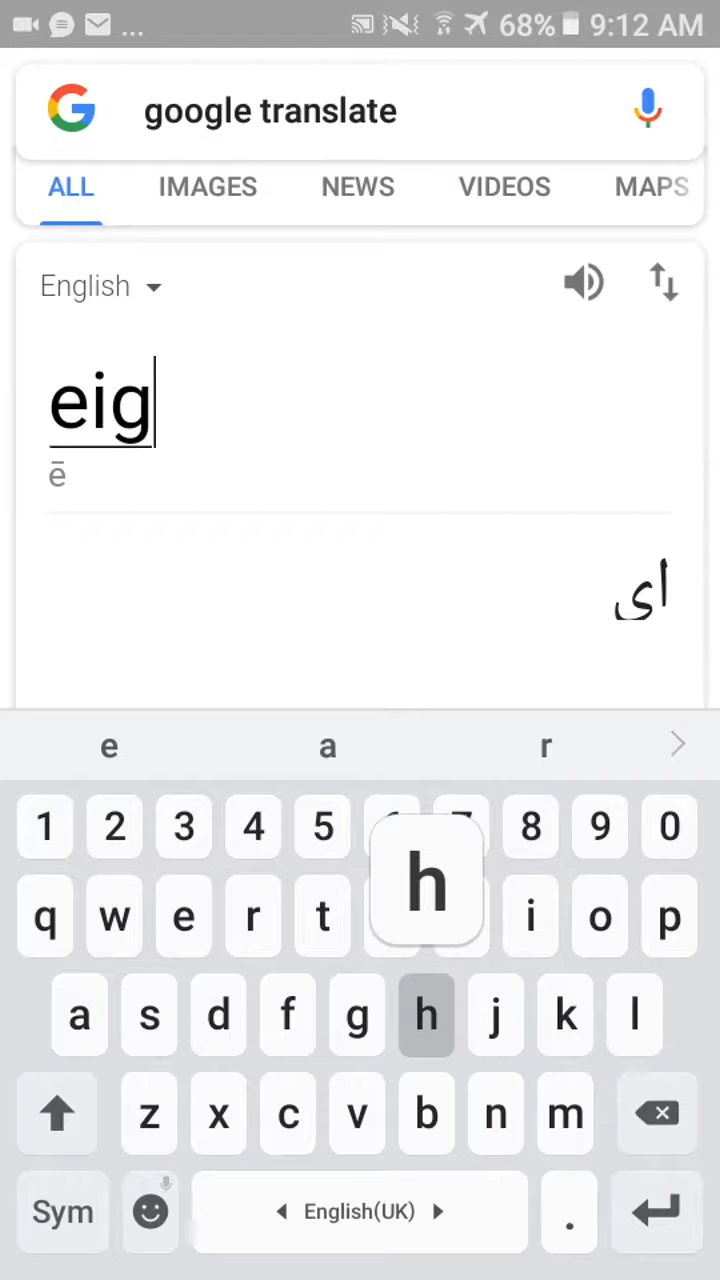 ... 68% 9:12 AM
google translate
ALL IMAGES NEWS VIDEOS MAPS
English
eig
ē
ای
e a r
1 2 3 4 5 8 9 0
q w e r t h i o p
a s d f g h j k l
z x c v b n m
Sym English(UK) .